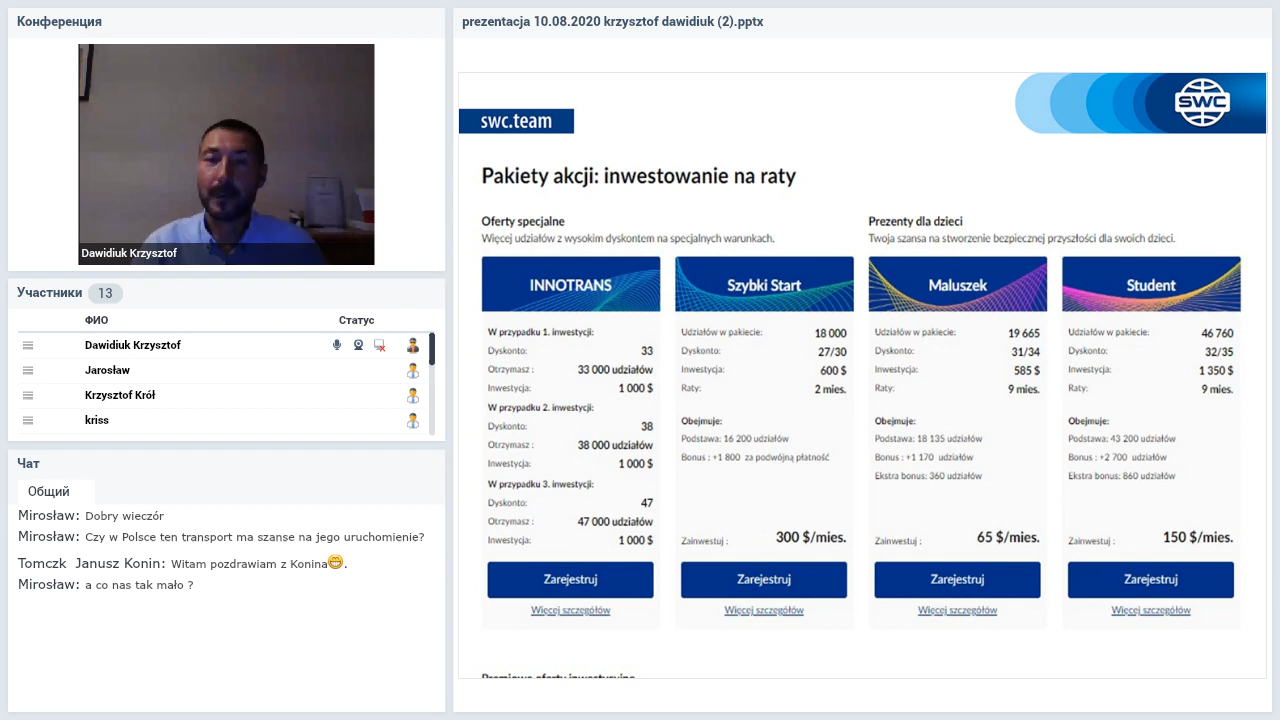 Конференция
Dawidiuk Krzysztof
Участники 13
ФИО Статус
Dawidiuk Krzysztof
Jarosław
Krzysztof Król
kriss
Чат
Общий
Mirosław: Dobry wieczór
Mirosław: Czy w Polsce ten transport ma szanse na jego uruchomienie?
Tomczk Janusz Konin: Witam pozdrawiam z Konina😁.
Mirosław: a co nas tak mało ?
prezentacja 10.08.2020 krzysztof dawidiuk (2).pptx
swc.team
SWC
Pakiety akcji: inwestowanie na raty
Oferty specjalne
Więcej udziałów z wysokim dyskontem na specjalnych warunkach.
Prezenty dla dzieci
Twoja szansa na stworzenie bezpiecznej przyszłości dla swoich dzieci.
INNOTRANS
W przypadku 1. inwestycji:
Dyskonto: 33
Otrzymasz : 33 000 udziałów
Inwestycja: 1 000 $
W przypadku 2. inwestycji:
Dyskonto: 38
Otrzymasz : 38 000 udziałów
Inwestycja: 1 000 $
W przypadku 3. inwestycji:
Dyskonto: 47
Otrzymasz : 47 000 udziałów
Inwestycja: 1 000 $
Zarejestruj
Więcej szczegółów
Szybki Start
Udziałów w pakiecie: 18 000
Dyskonto: 27/30
Inwestycja: 600 $
Raty: 2 mies.
Obejmuje:
Podstawa: 16 200 udziałów
Bonus : +1 800 za podwójną płatność
Zainwestuj : 300 $/mies.
Zarejestruj
Więcej szczegółów
Maluszek
Udziałów w pakiecie: 19 665
Dyskonto: 31/34
Inwestycja: 585 $
Raty: 9 mies.
Obejmuje:
Podstawa: 18 135 udziałów
Bonus : +1 170 udziałów
Ekstra bonus: 360 udziałów
Zainwestuj : 65 $/mies.
Zarejestruj
Więcej szczegółów
Student
Udziałów w pakiecie: 46 760
Dyskonto: 32/35
Inwestycja: 1 350 $
Raty: 9 mies.
Obejmuje:
Podstawa: 43 200 udziałów
Bonus : +2 700 udziałów
Ekstra bonus: 860 udziałów
Zainwestuj : 150 $/mies.
Zarejestruj
Więcej szczegółów